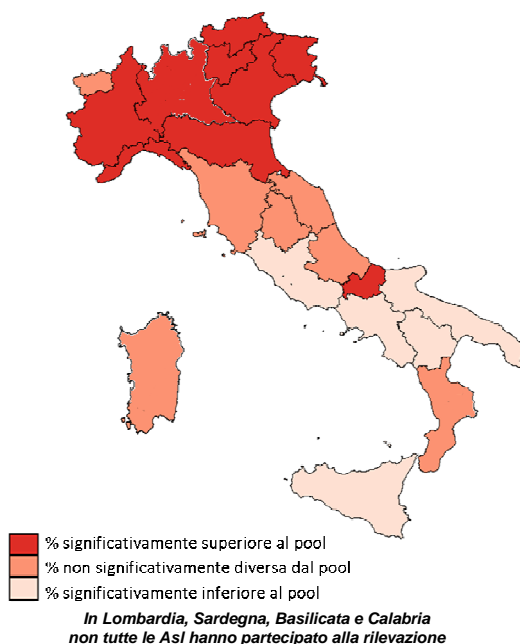 % significativamente superiore al pool
% non significativamente diversa dal pool
% significativamente inferiore al pool
In Lombardia, Sardegna, Basilicata e Calabria
non tutte le Asl hanno partecipato alla rilevazione